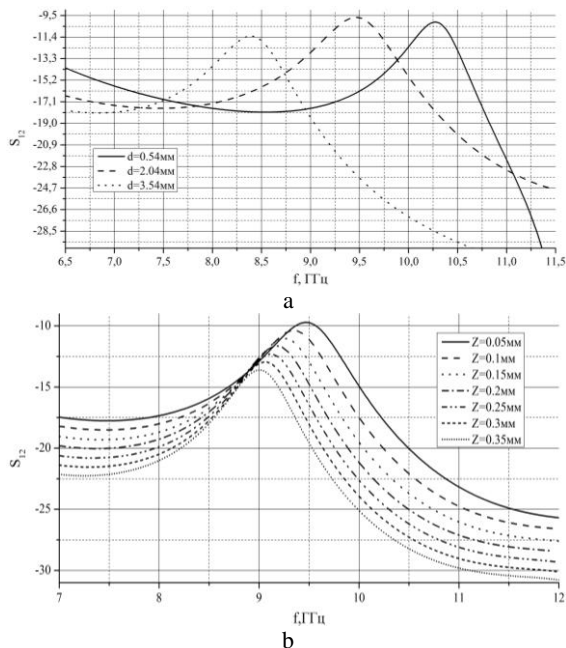 -9,5
-11,4
-13,3
-15,2
-17,1
-19,0
-20,9
-22,8
-24,7
-26,6
-28,5
S12
d=0.54мм
d=2.04мм
d=3.54мм
6,5 7,0 7,5 8,0 8,5 9,0 9,5 10,0 10,5 11,0 11,5
f, ГГц
a
-10
-15
-20
-25
-30
S12
Z=0.05мм
Z=0.1мм
Z=0.15мм
Z=0.2мм
Z=0.25мм
Z=0.3мм
Z=0.35мм
7 8 9 10 11 12
f,ГГц
b